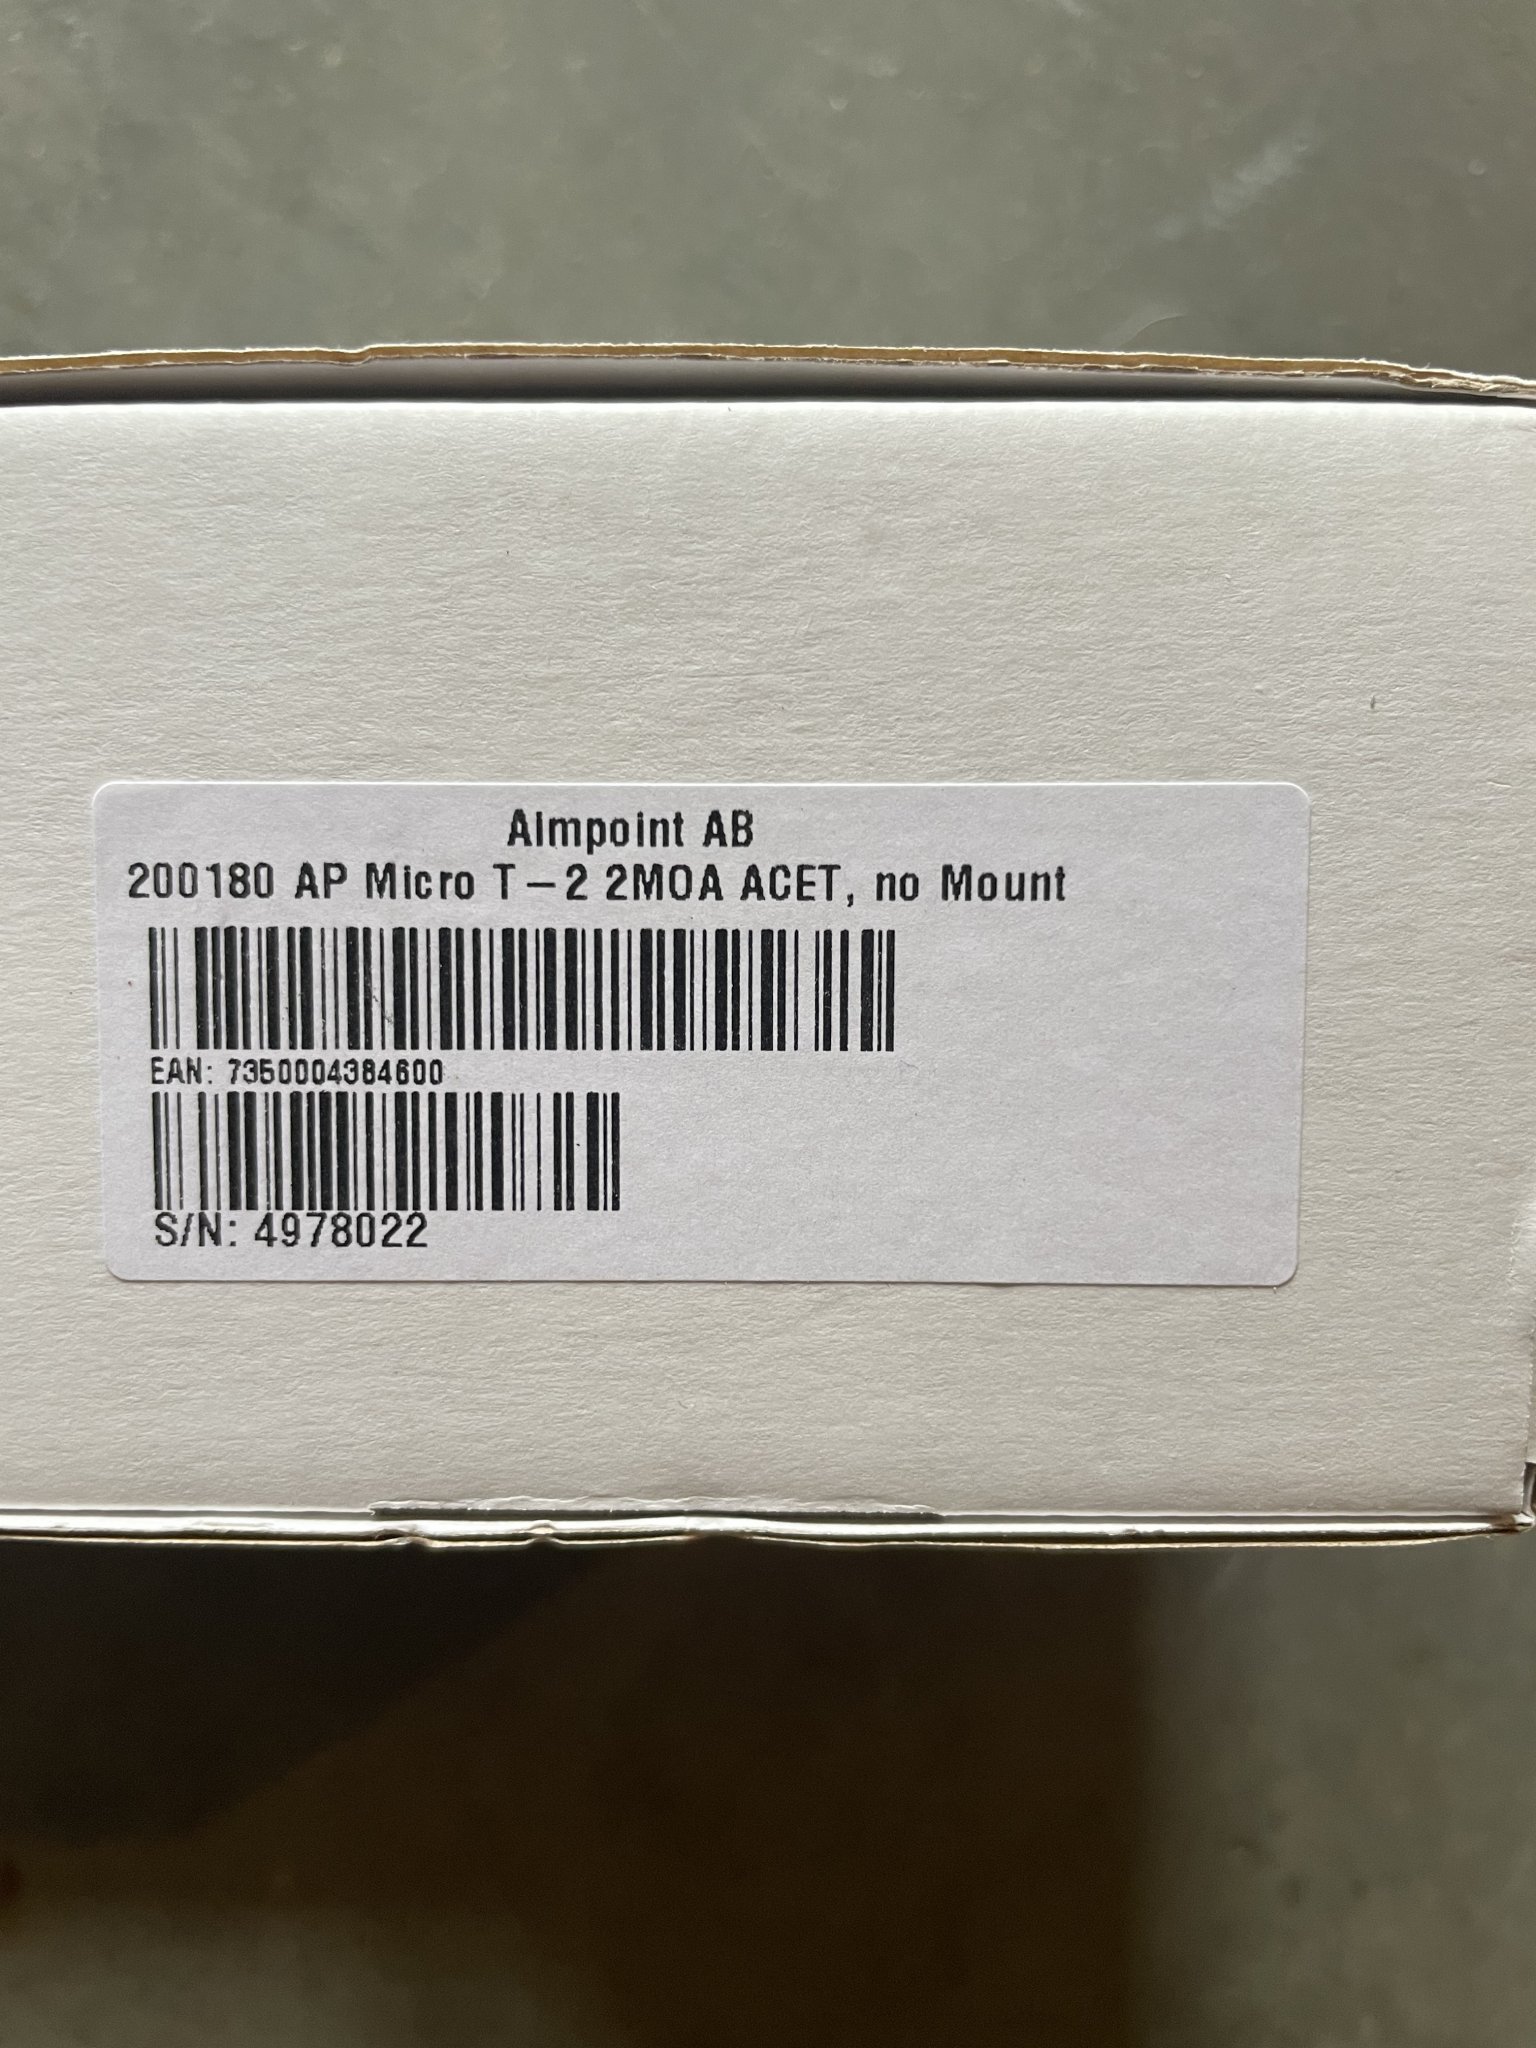 Aimpoint AB
200180 AP Micro T-2 2MOA ACET, no Mount
EAN: 7350004384600
S/N: 4978022